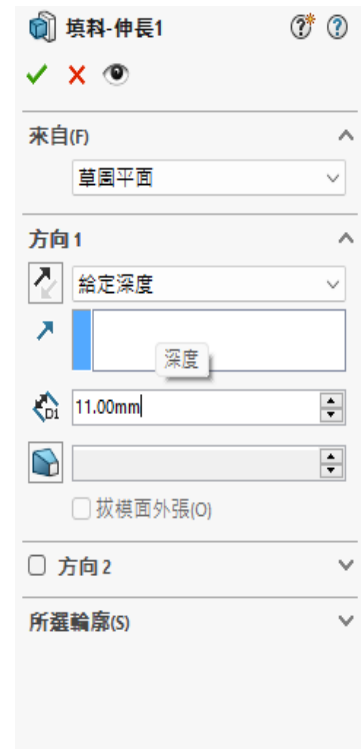 填料-伸長1
來自(F)
草圖平面
方向 1
給定深度
深度
D1 11.00mm
拔模面外張(O)
方向 2
所選輪廓(S)